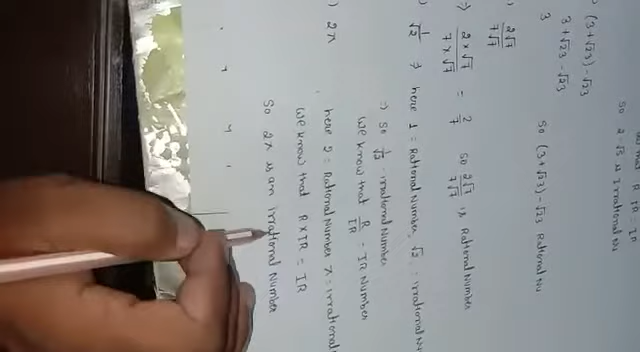 So 2-√5 is Irrational Nu
) (3+√23)-√23
3+√23-√23
3 So (3+√23)-√23 Rational Nu
) 2√7 / 7√7
=> 2×√7 / 7×√7 = 2/7 So 2√7/7√7 is Rational Number
) 1/√2 => here 1 = Rational Number √2 = irrational Nu
=) So 1/√2 - irrational Number
We know that R/IR = IR Number
) 2π here 2 = Rational Number π = irrational
We know that R×IR = IR
So 2π is an irrational Number